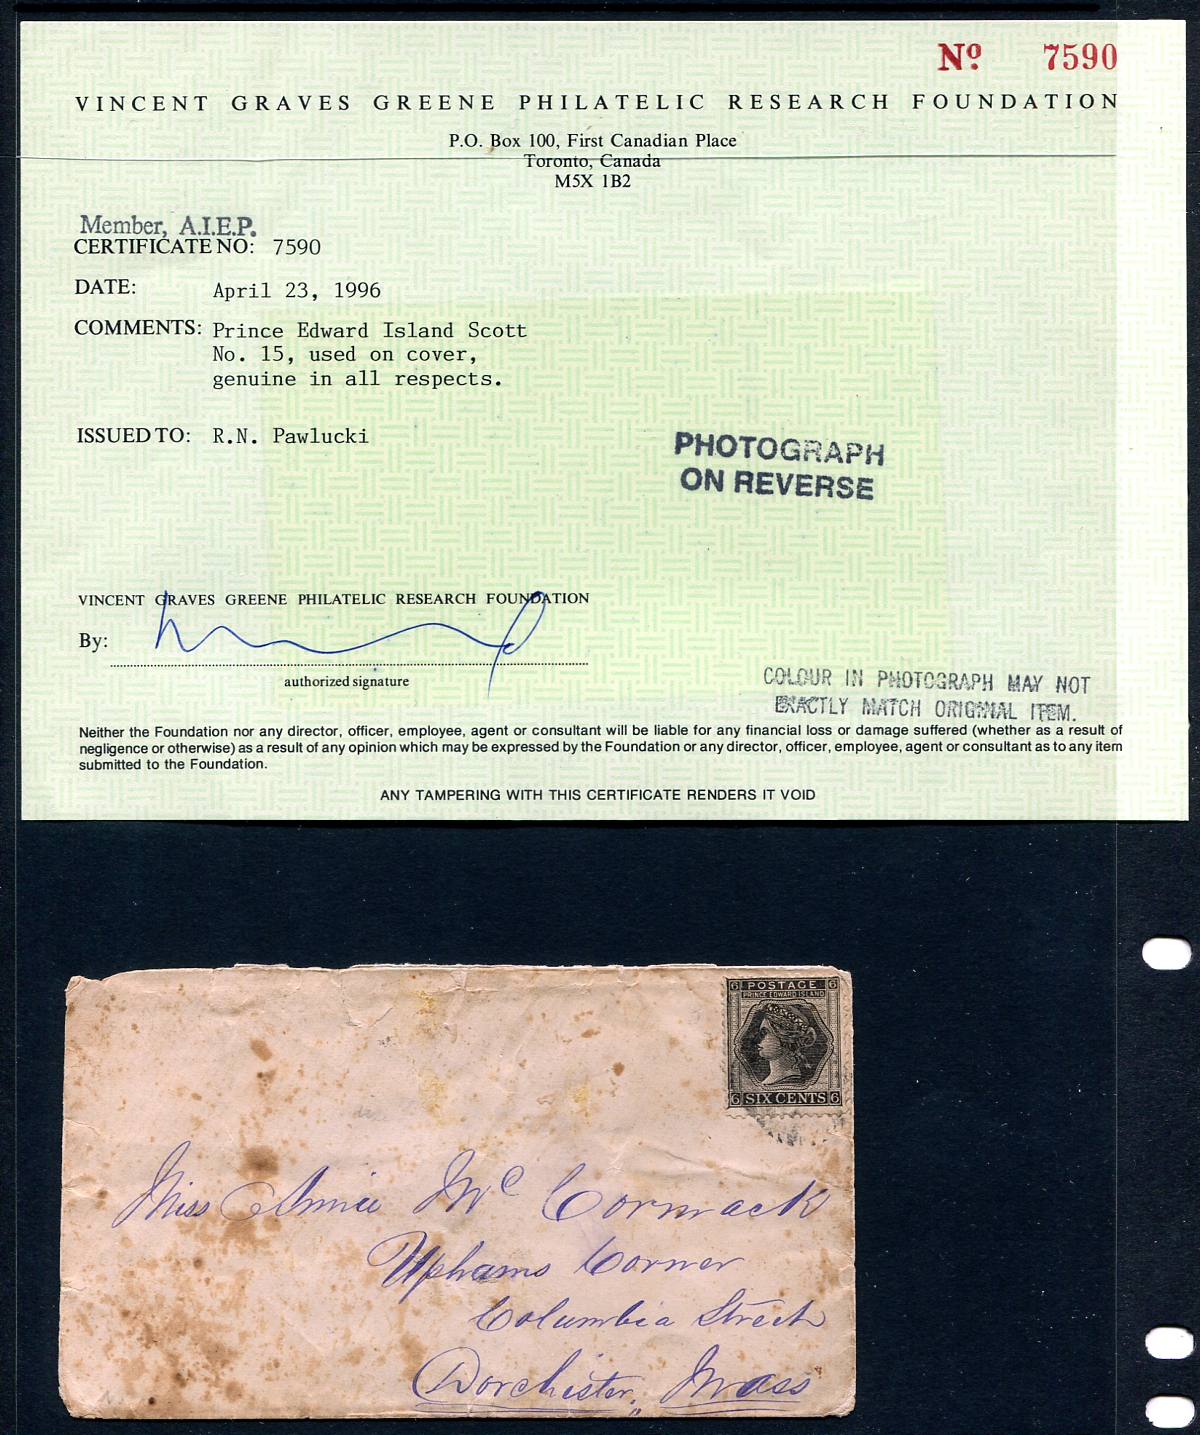 Nº 7590
VINCENT GRAVES GREENE PHILATELIC RESEARCH FOUNDATION
P.O. Box 100, First Canadian Place
Toronto, Canada
M5X 1B2
Member, A.I.E.P.
CERTIFICATE NO: 7590
DATE: April 23, 1996
COMMENTS: Prince Edward Island Scott
No. 15, used on cover,
genuine in all respects.
ISSUED TO: R.N. Pawlucki
PHOTOGRAPH
ON REVERSE
VINCENT GRAVES GREENE PHILATELIC RESEARCH FOUNDATION
By:
authorized signature
COLOUR IN PHOTOGRAPH MAY NOT
EXACTLY MATCH ORIGINAL ITEM.
Neither the Foundation nor any director, officer, employee, agent or consultant will be liable for any financial loss or damage suffered (whether as a result of
negligence or otherwise) as a result of any opinion which may be expressed by the Foundation or any director, officer, employee, agent or consultant as to any item
submitted to the Foundation.
ANY TAMPERING WITH THIS CERTIFICATE RENDERS IT VOID
6 POSTAGE 6
PRINCE EDWARD ISLAND
6 SIX CENTS 6
Miss Annie Mc Cormack
Uphams Corner
Columbia Street
Dorchester, Mass